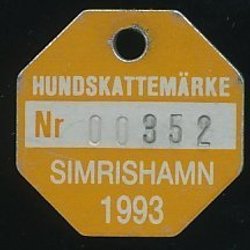 HUNDSKATTEMÄRKE
Nr 00352
SIMRISHAMN
1993